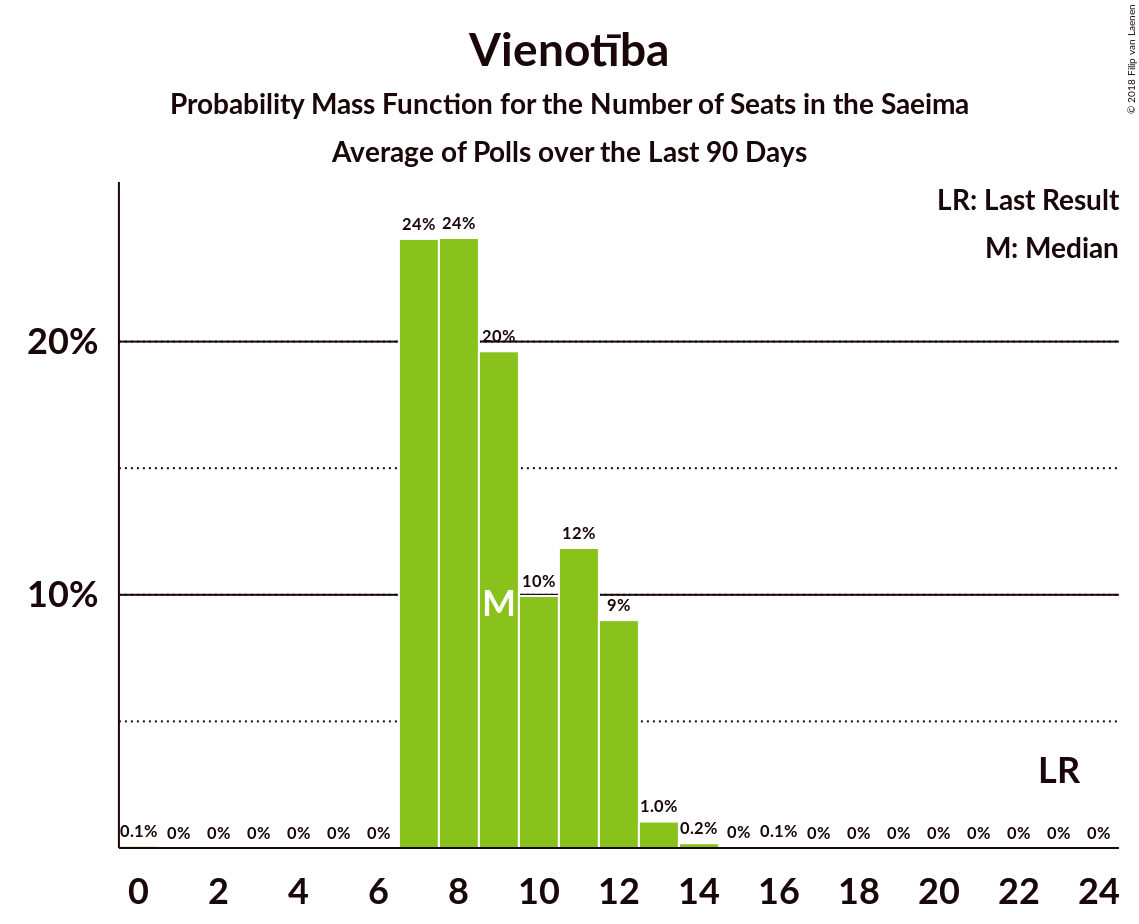 Vienotība
Probability Mass Function for the Number of Seats in the Saeima
Average of Polls over the Last 90 Days
© 2018 Filip van Laenen
LR: Last Result
M: Median
24% 24%
20% 20%
12%
10% 10%
9%
M
LR
1.0%
0.1% 0% 0% 0% 0% 0% 0% 0.2% 0% 0.1% 0% 0% 0% 0% 0% 0% 0% 0%
0 2 4 6 8 10 12 14 16 18 20 22 24